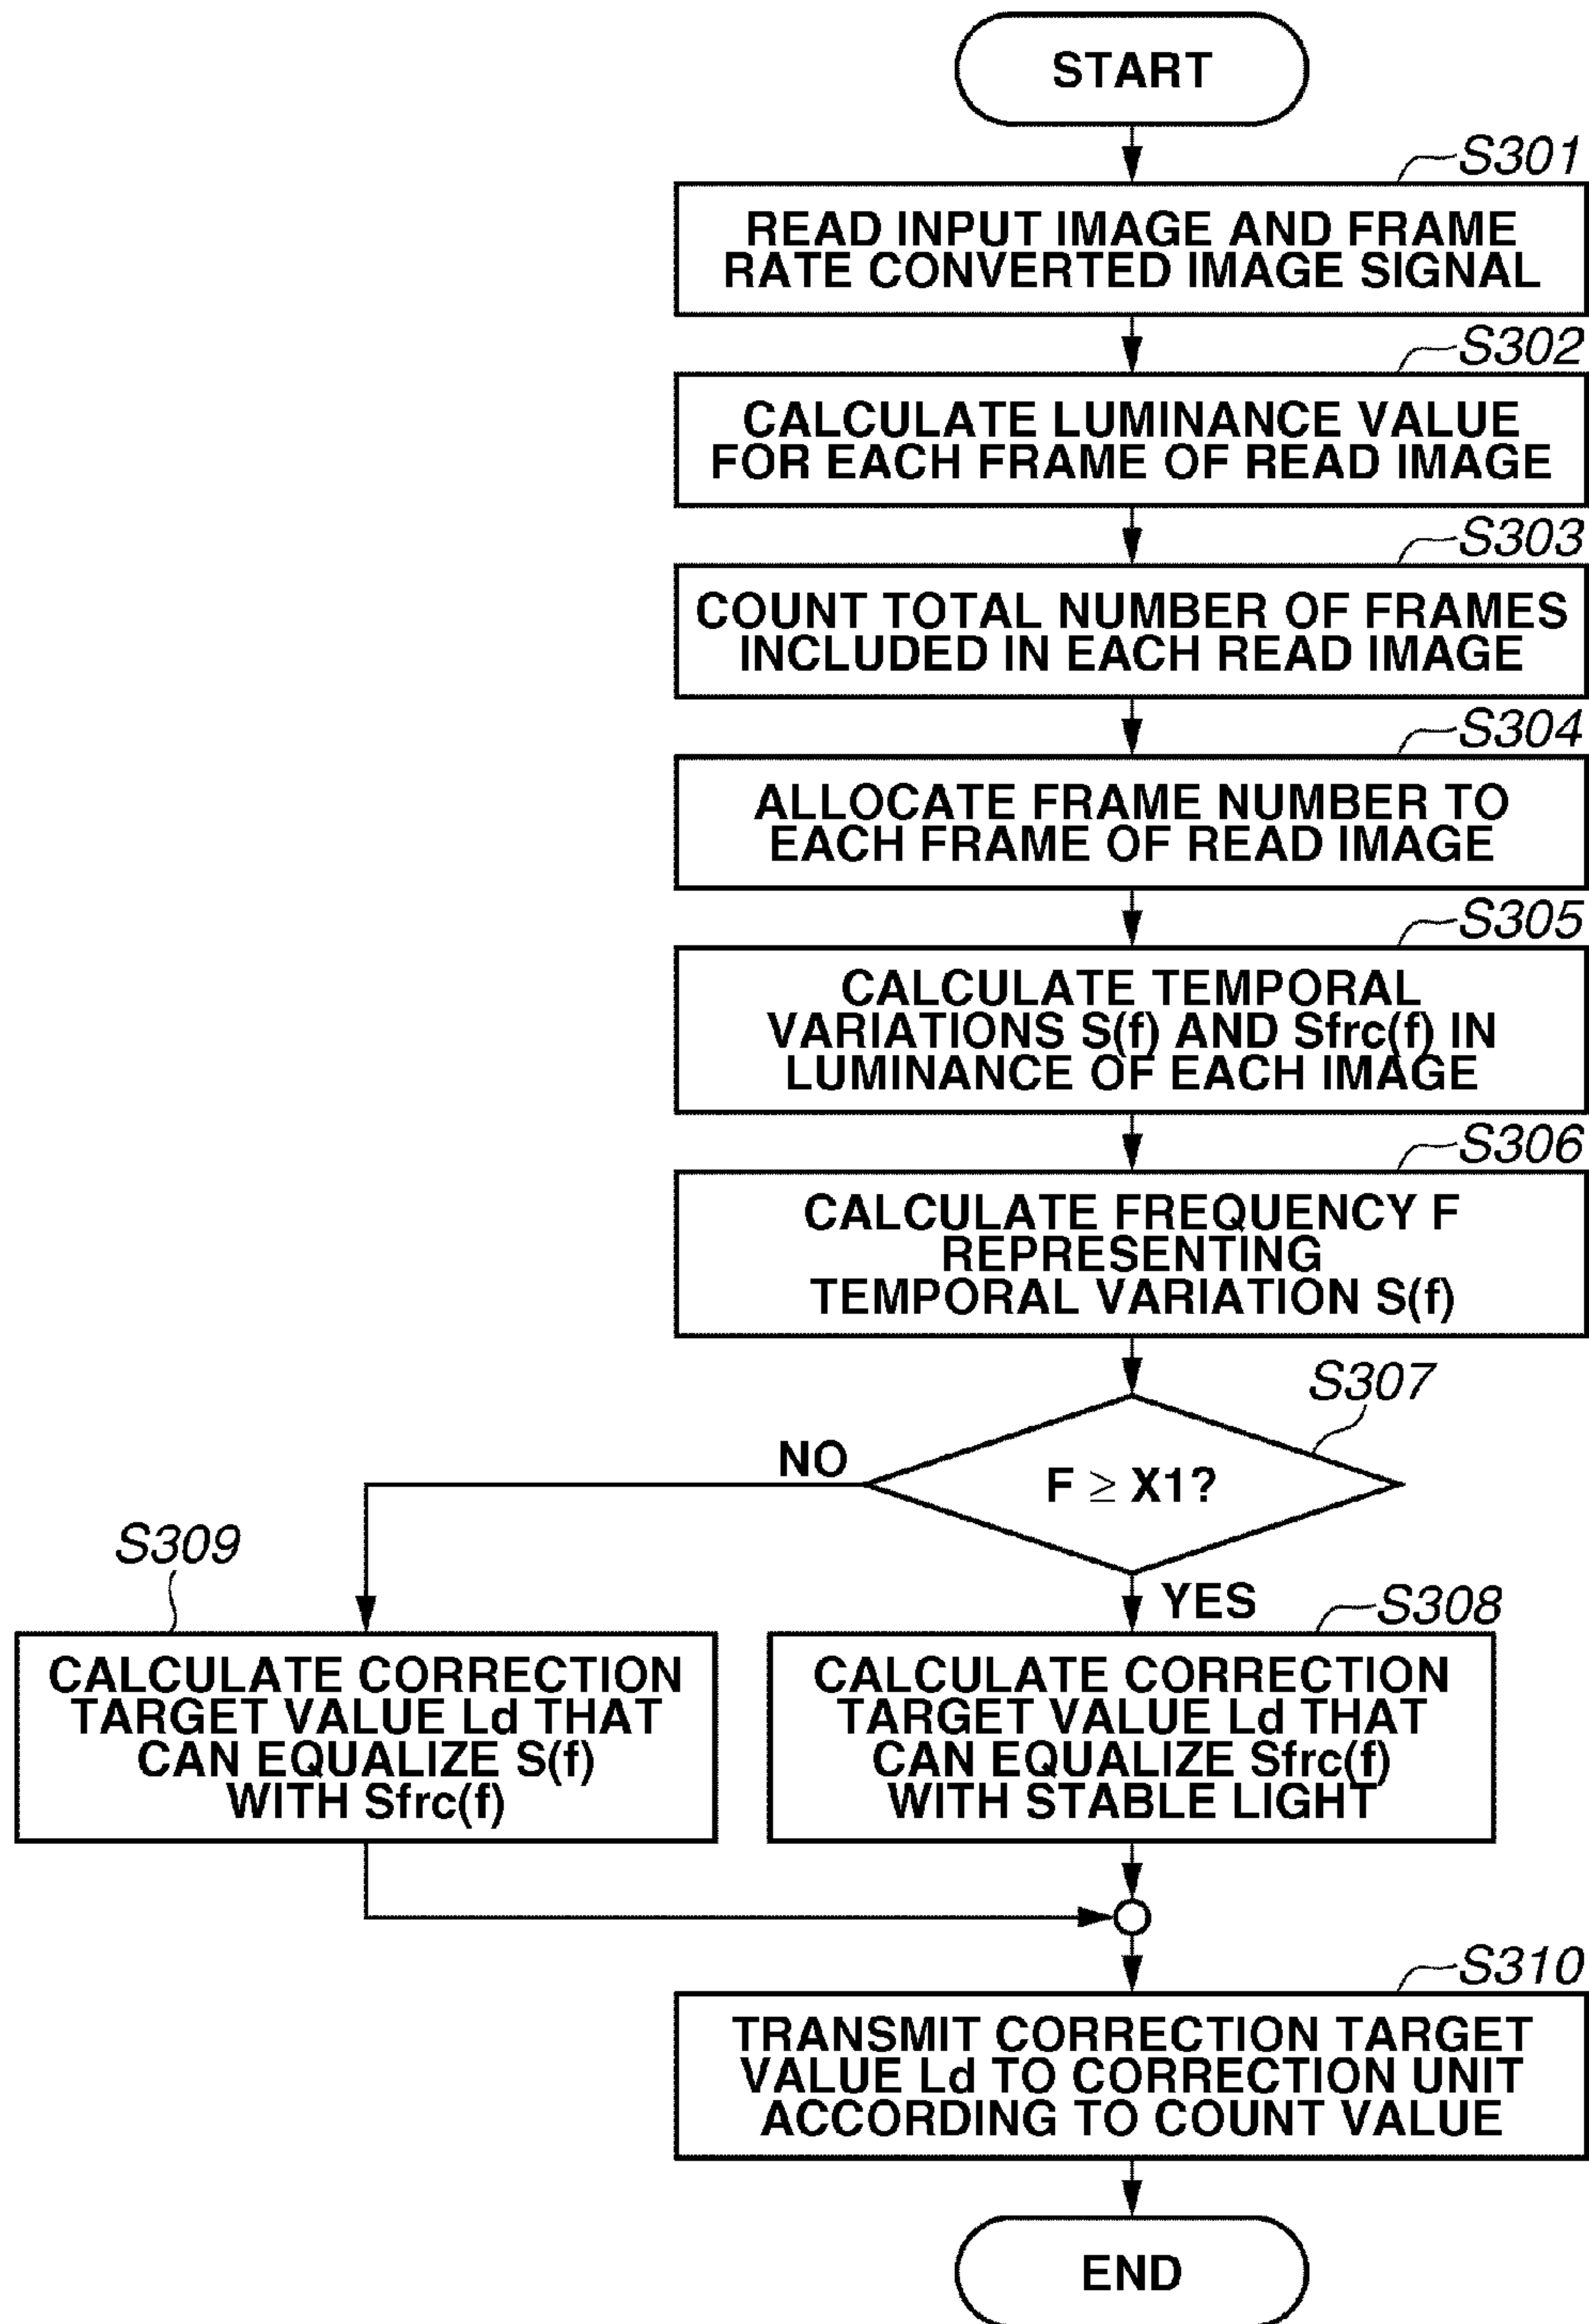 START
S301
READ INPUT IMAGE AND FRAME
RATE CONVERTED IMAGE SIGNAL
S302
CALCULATE LUMINANCE VALUE
FOR EACH FRAME OF READ IMAGE
S303
COUNT TOTAL NUMBER OF FRAMES
INCLUDED IN EACH READ IMAGE
S304
ALLOCATE FRAME NUMBER TO
EACH FRAME OF READ IMAGE
S305
CALCULATE TEMPORAL
VARIATIONS S(f) AND Sfrc(f) IN
LUMINANCE OF EACH IMAGE
S306
CALCULATE FREQUENCY F
REPRESENTING
TEMPORAL VARIATION S(f)
S307
NO
F ≥ X1?
YES
S309
CALCULATE CORRECTION
TARGET VALUE Ld THAT
CAN EQUALIZE S(f)
WITH Sfrc(f)
S308
CALCULATE CORRECTION
TARGET VALUE Ld THAT
CAN EQUALIZE Sfrc(f)
WITH STABLE LIGHT
S310
TRANSMIT CORRECTION TARGET
VALUE Ld TO CORRECTION UNIT
ACCORDING TO COUNT VALUE
END